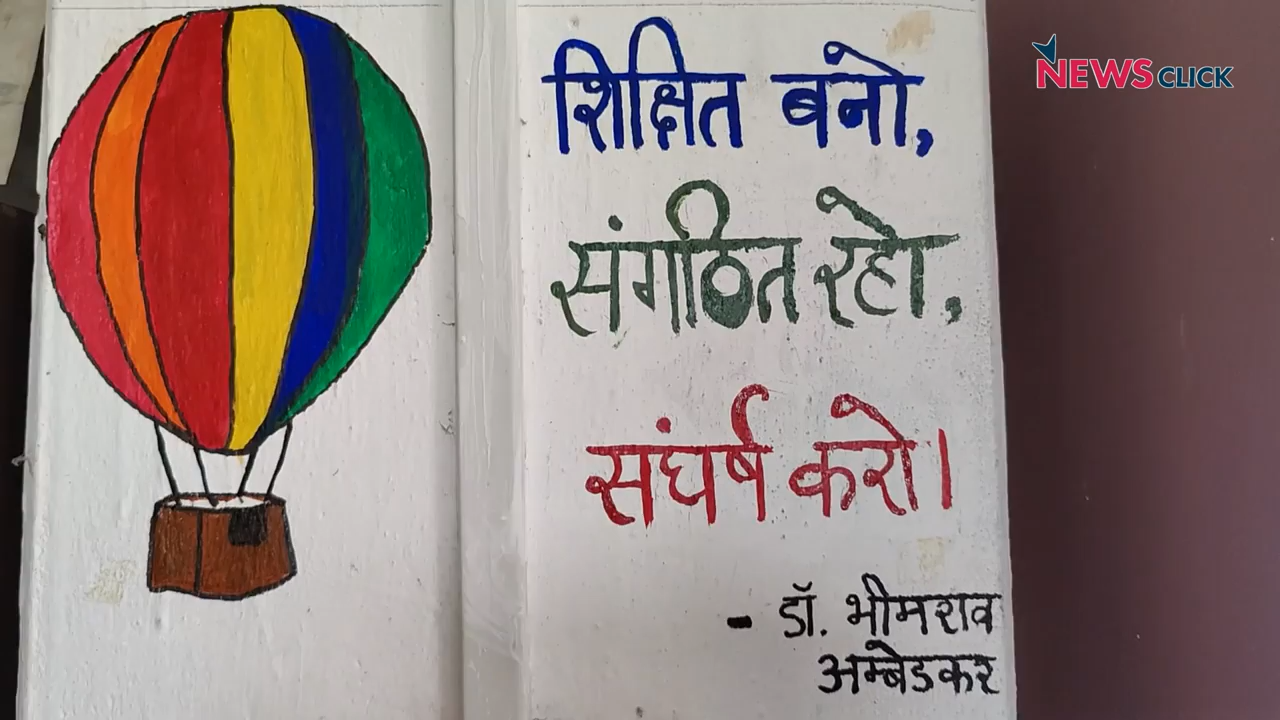 शिक्षित बनो,
NEWSCLICK
संगठित रहो,
संघर्ष करो।
- डॉ. भीमराव
अम्बेडकर